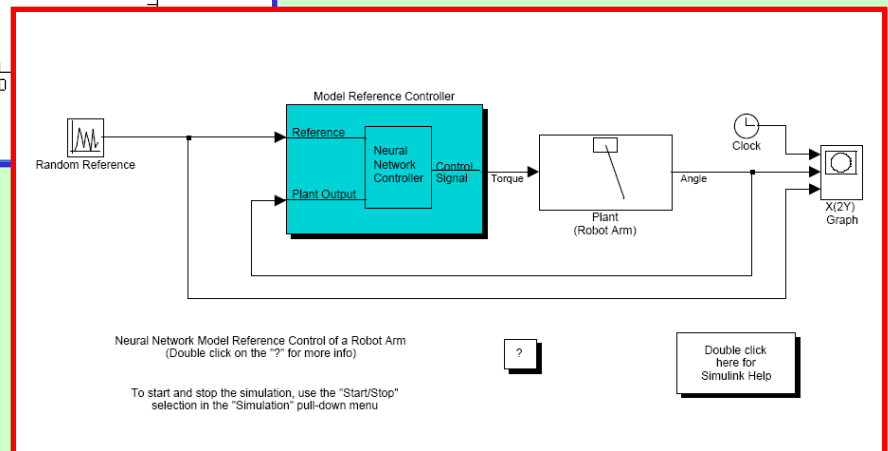 Model Reference Controller
Random Reference
Reference
Neural
Network
Controller
Plant Output
Control
Signal
Torque
Plant
(Robot Arm)
Angle
Clock
X(2Y)
Graph
Neural Network Model Reference Control of a Robot Arm
(Double click on the "?" for more info)
?
Double click
here for
Simulink Help
To start and stop the simulation, use the "Start/Stop"
selection in the "Simulation" pull-down menu